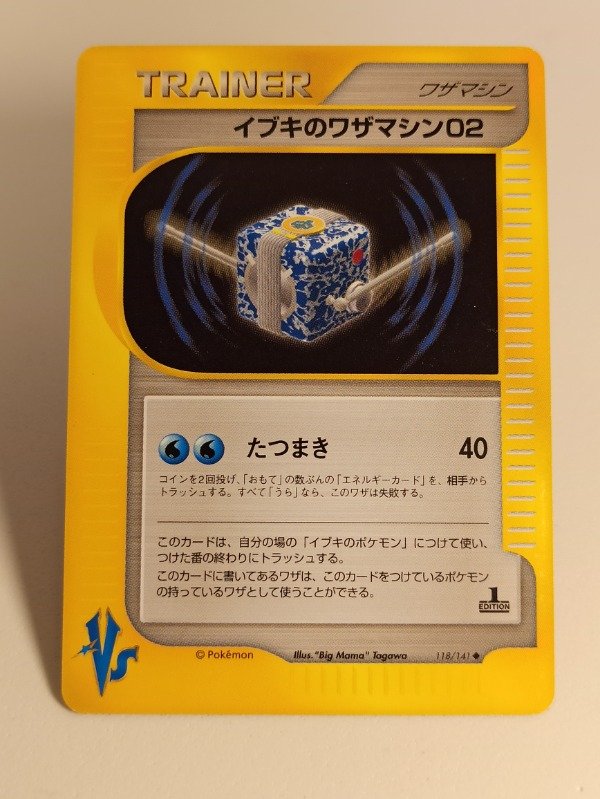 TRAINER
ワザマシン
イブキのワザマシン02
たつまき 40
コインを2回投げ、「おもて」の数ぶんの「エネルギーカード」を、相手から
トラッシュする。すべて「うら」なら、このワザは失敗する。
このカードは、自分の場の「イブキのポケモン」につけて使い、
つけた番の終わりにトラッシュする。
このカードに書いてあるワザは、このカードをつけているポケモン
の持っているワザとして使うことができる。
1
EDITION
VS
© Pokémon
Illus. "Big Mama" Tagawa
118/141